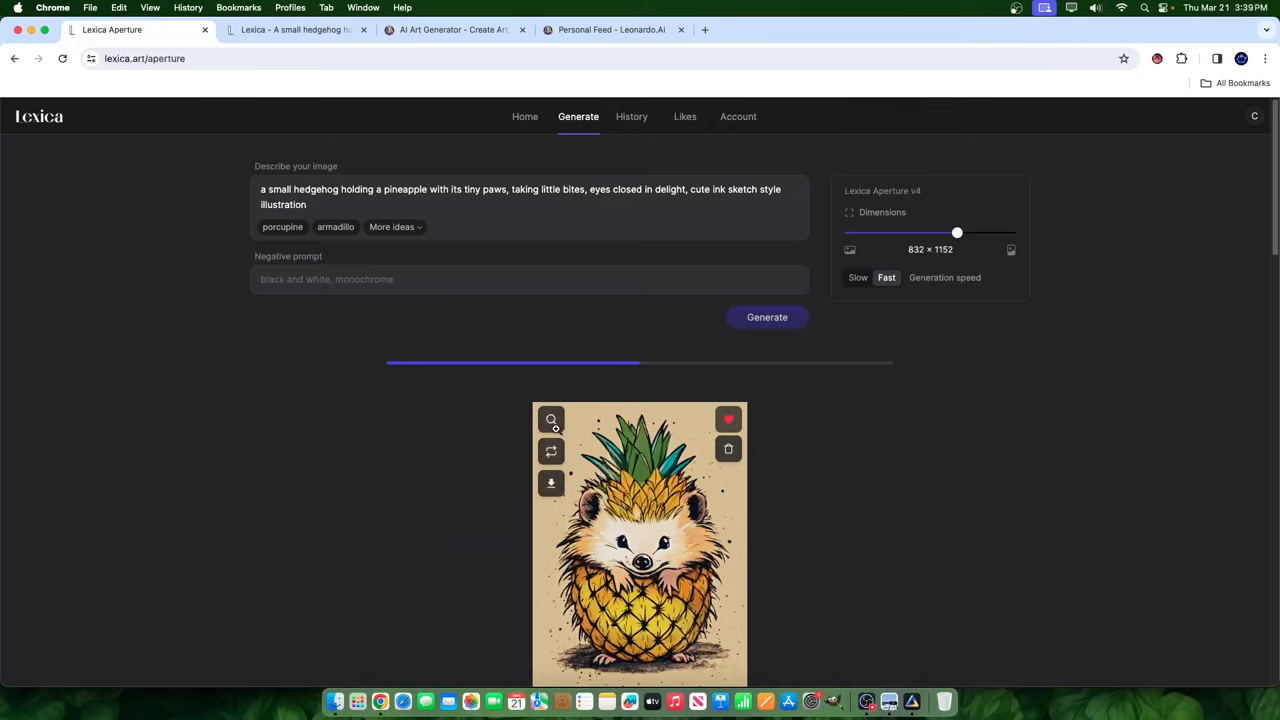 Chrome File Edit View History Bookmarks Profiles Tab Window Help
Thu Mar 21 3:39 PM
Lexica Aperture
Lexica - A small hedgehog ho
AI Art Generator - Create Art,
Personal Feed - Leonardo.Ai
lexica.art/aperture
All Bookmarks
Lexica
Home Generate History Likes Account
C
Describe your image
a small hedgehog holding a pineapple with its tiny paws, taking little bites, eyes closed in delight, cute ink sketch style
illustration
porcupine armadillo More ideas
Negative prompt
black and white, monochrome
Generate
Lexica Aperture v4
Dimensions
832 × 1152
Slow Fast Generation speed